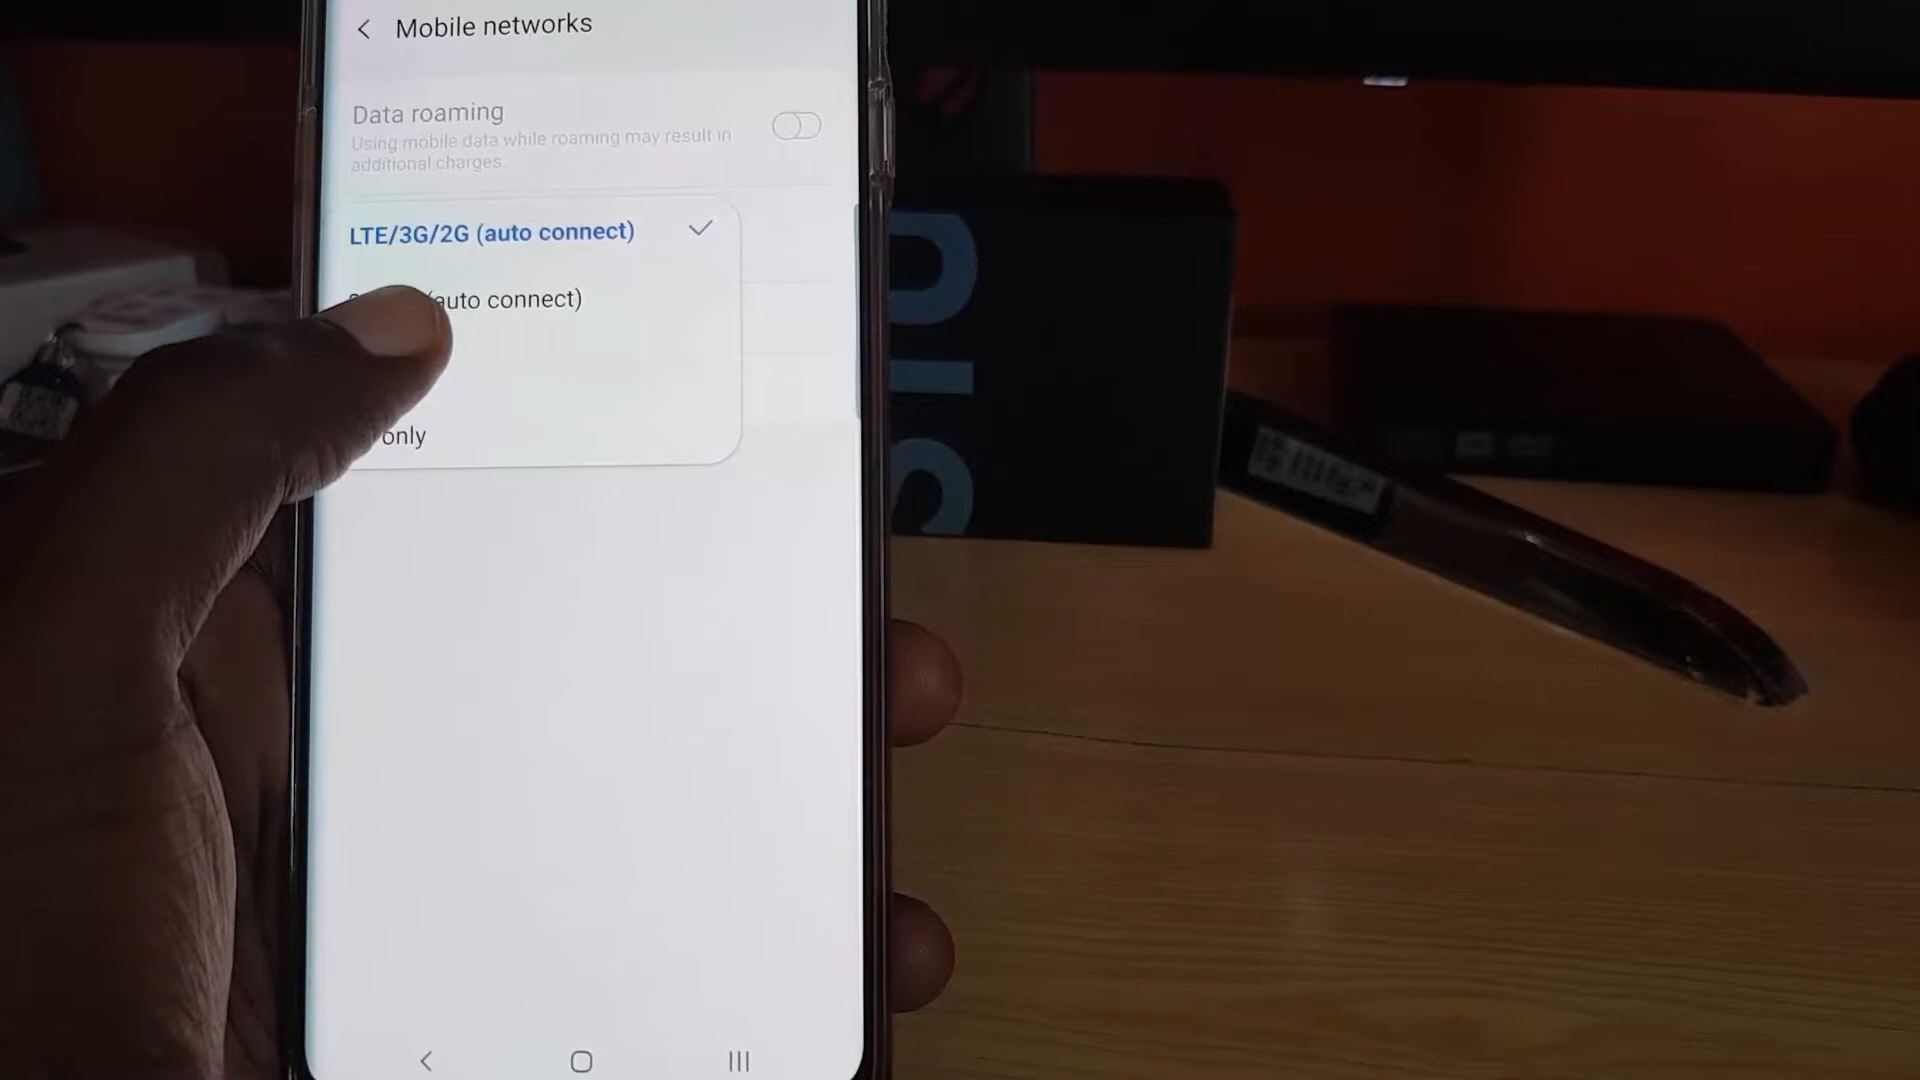 Mobile networks
Data roaming
Using mobile data while roaming may result in
additional charges
LTE/3G/2G (auto connect)
auto connect)
only
S10